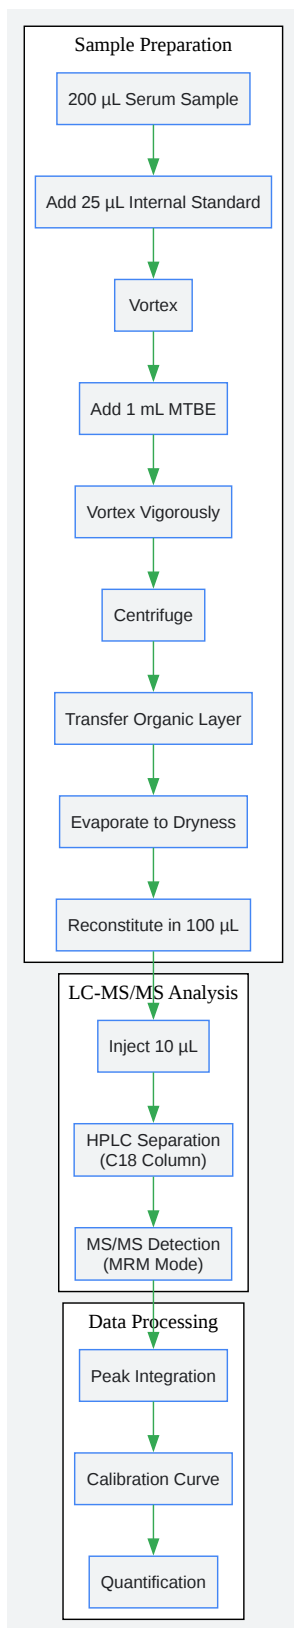 Sample Preparation
200 µL Serum Sample
Add 25 µL Internal Standard
Vortex
Add 1 mL MTBE
Vortex Vigorously
Centrifuge
Transfer Organic Layer
Evaporate to Dryness
Reconstitute in 100 µL
LC-MS/MS Analysis
Inject 10 µL
HPLC Separation
(C18 Column)
MS/MS Detection
(MRM Mode)
Data Processing
Peak Integration
Calibration Curve
Quantification